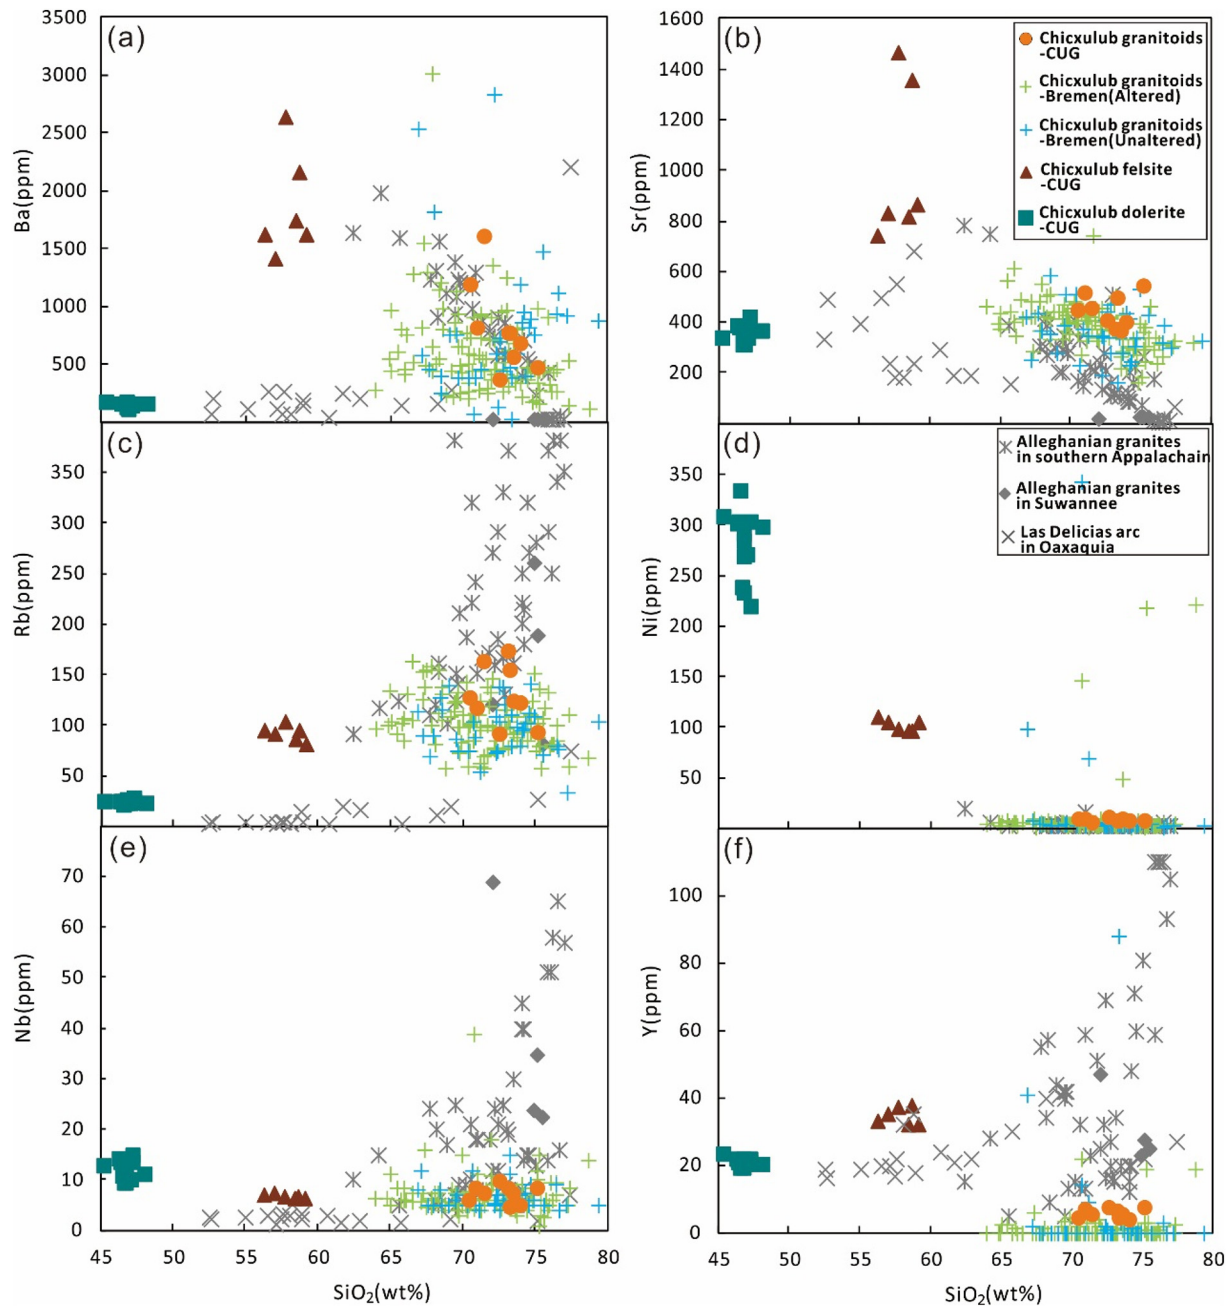 (a)
3500
3000
2500
2000
1500
1000
500
Ba(ppm)
(b)
1600
1400
1200
1000
800
600
400
200
Sr(ppm)
Chicxulub granitoids
-CUG
Chicxulub granitoids
-Bremen(Altered)
Chicxulub granitoids
-Bremen(Unaltered)
Chicxulub felsite
-CUG
Chicxulub dolerite
-CUG
(c)
350
300
250
200
150
100
50
Rb(ppm)
(d)
350
300
250
200
150
100
50
Ni(ppm)
Alleghanian granites
in southern Appalachain
Alleghanian granites
in Suwannee
Las Delicias arc
in Oaxaquia
(e)
70
60
50
40
30
20
10
0
Nb(ppm)
45 50 55 60 65 70 75 80
SiO₂(wt%)
(f)
100
80
60
40
20
0
Y(ppm)
45 50 55 60 65 70 75 80
SiO₂(wt%)